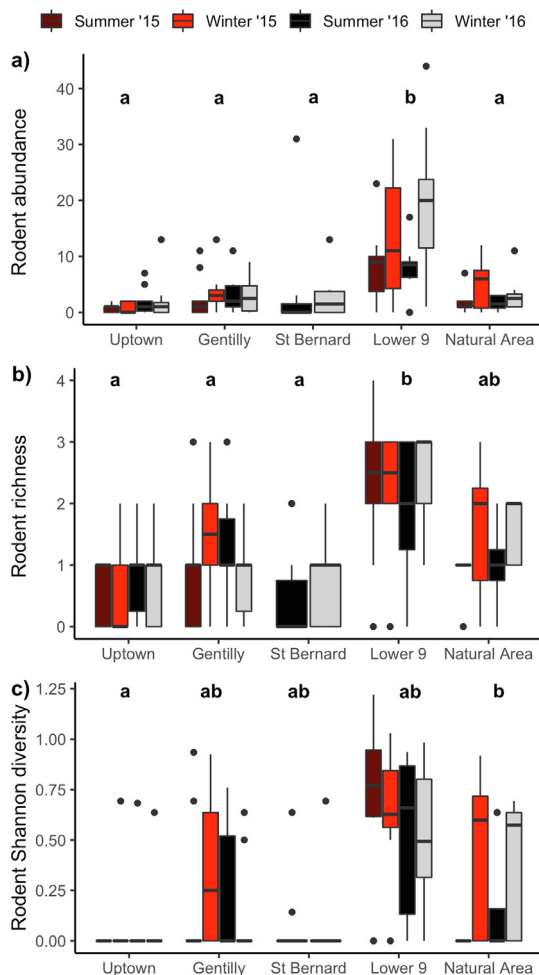 Summer '15 Winter '15 Summer '16 Winter '16
a)
a a a b a
Rodent abundance
40
30
20
10
0
Uptown Gentilly St Bernard Lower 9 Natural Area
b)
a a a b ab
Rodent richness
4
3
2
1
0
Uptown Gentilly St Bernard Lower 9 Natural Area
c)
a ab ab ab b
Rodent Shannon diversity
1.25
1.00
0.75
0.50
0.25
0.00
Uptown Gentilly St Bernard Lower 9 Natural Area